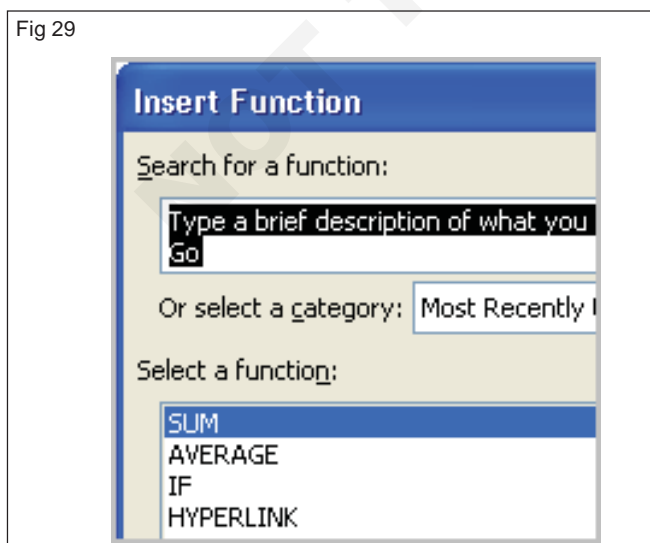 Fig 29
Insert Function
Search for a function:
Type a brief description of what you
Go
Or select a category: Most Recently
Select a function:
SUM
AVERAGE
IF
HYPERLINK